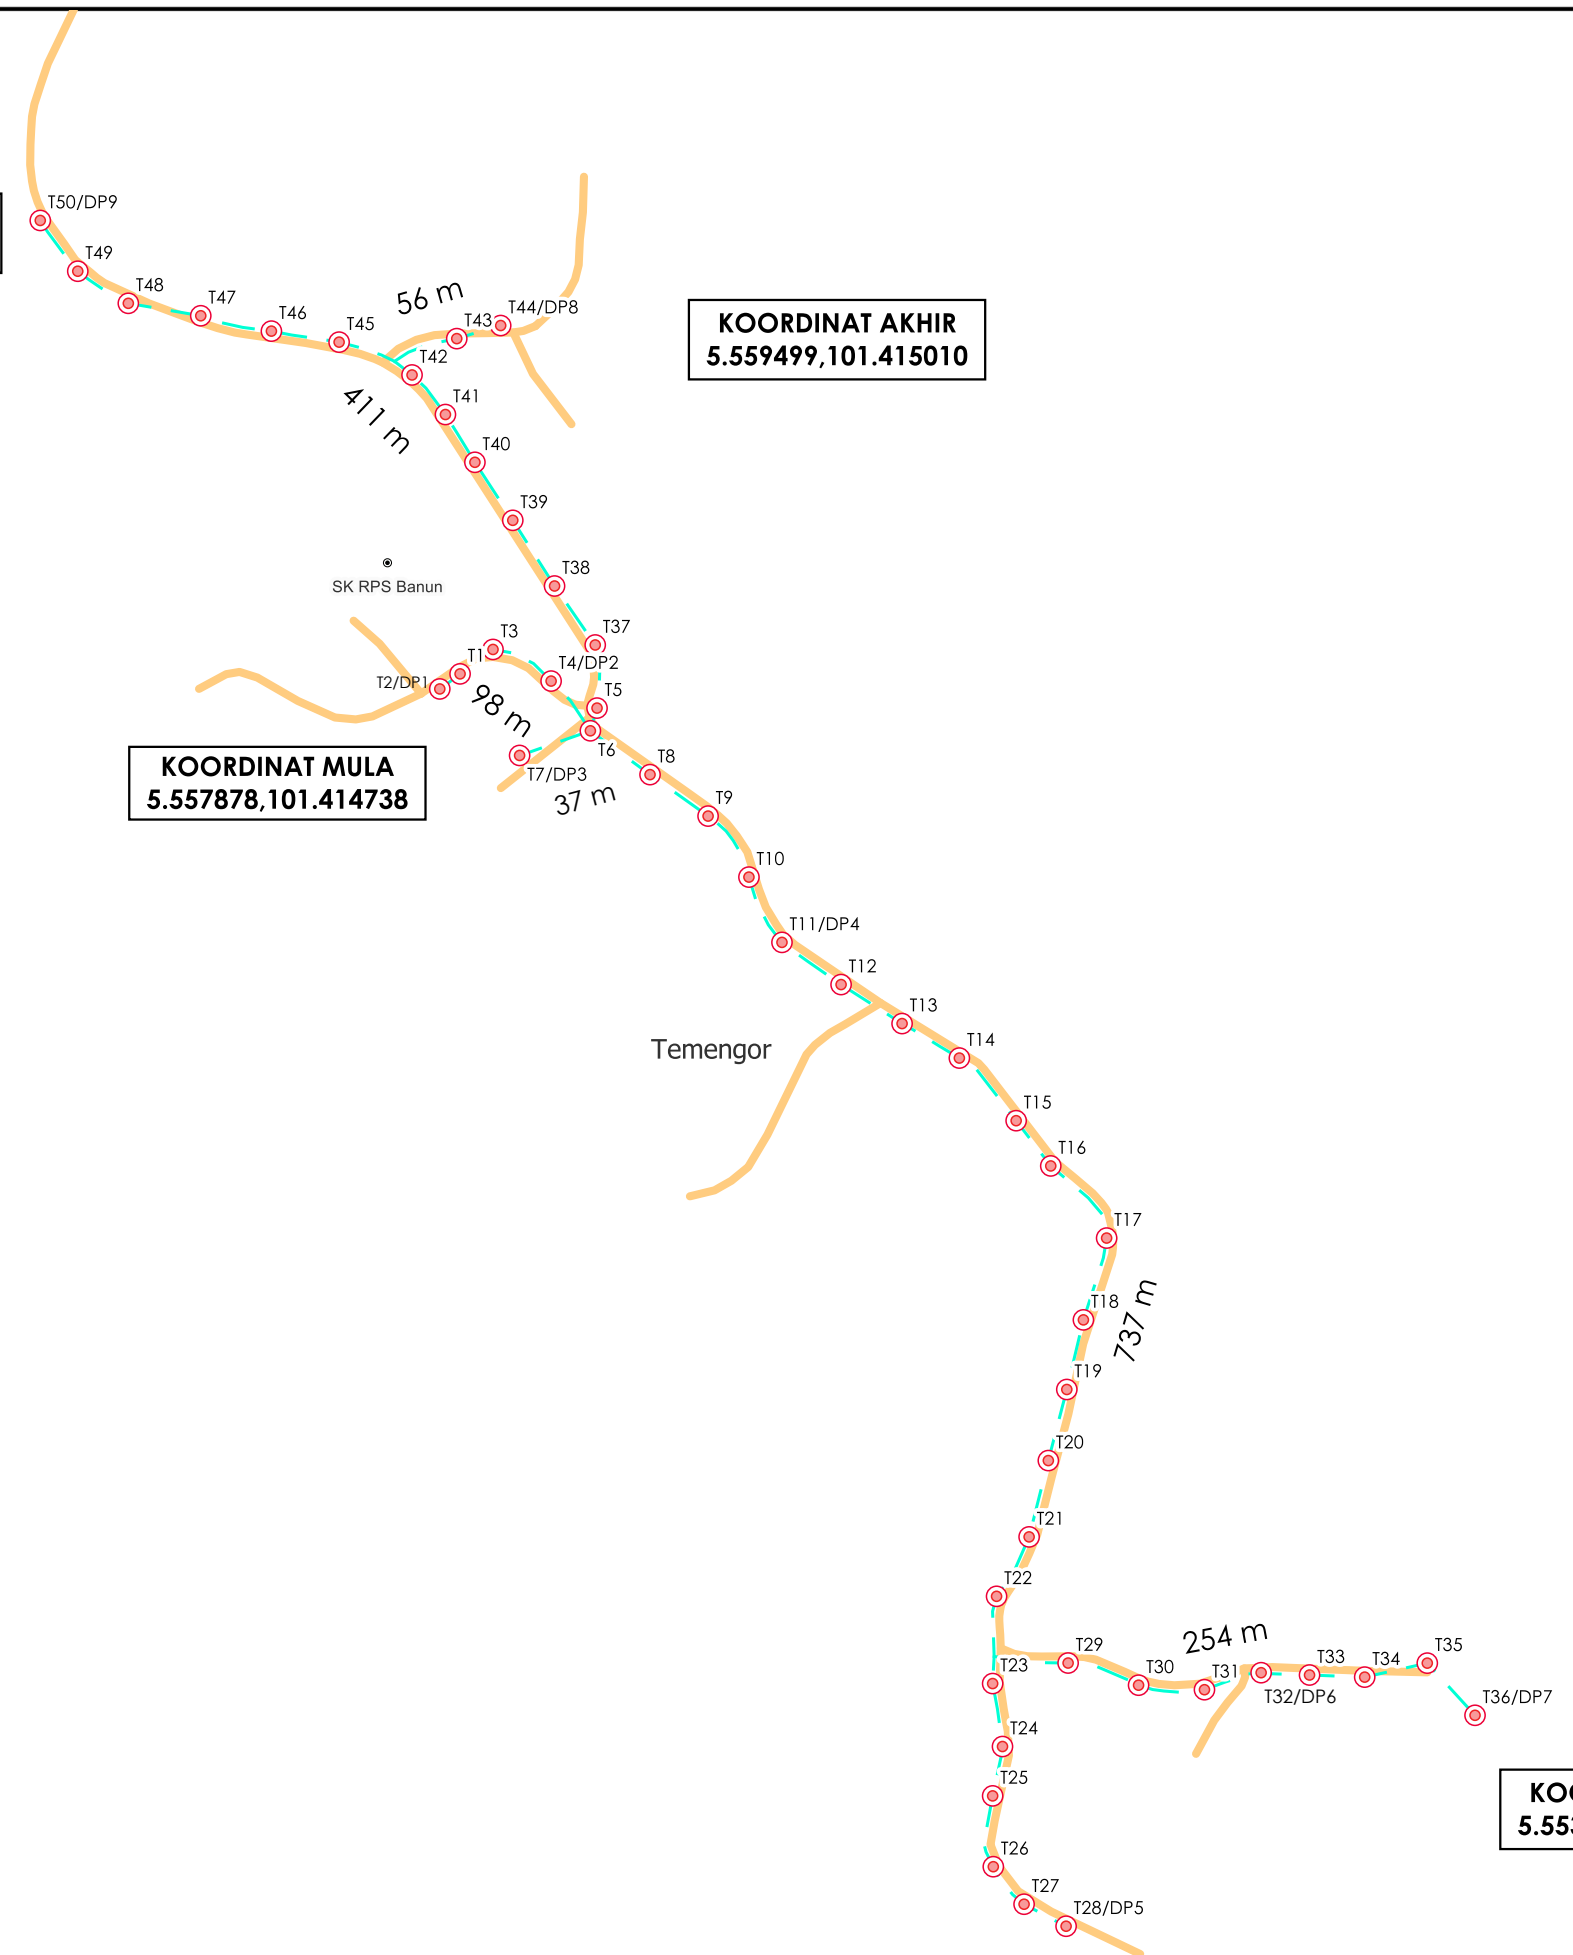 T50/DP9
T49
T48
T47
T46
T45
56 m
T43
T44/DP8
T42
KOORDINAT AKHIR
5.559499,101.415010
411 m
T41
T40
T39
T38
SK RPS Banun
T37
T3
T1
T4/DP2
T2/DP1
98 m
T5
T6
T8
KOORDINAT MULA
5.557878,101.414738
T7/DP3
37 m
T9
T10
T11/DP4
T12
T13
T14
Temengor
T15
T16
T17
T18
737 m
T19
T20
T21
T22
254 m
T29
T23
T30
T31
T33
T34
T35
T32/DP6
T36/DP7
T24
T25
T26
T27
T28/DP5